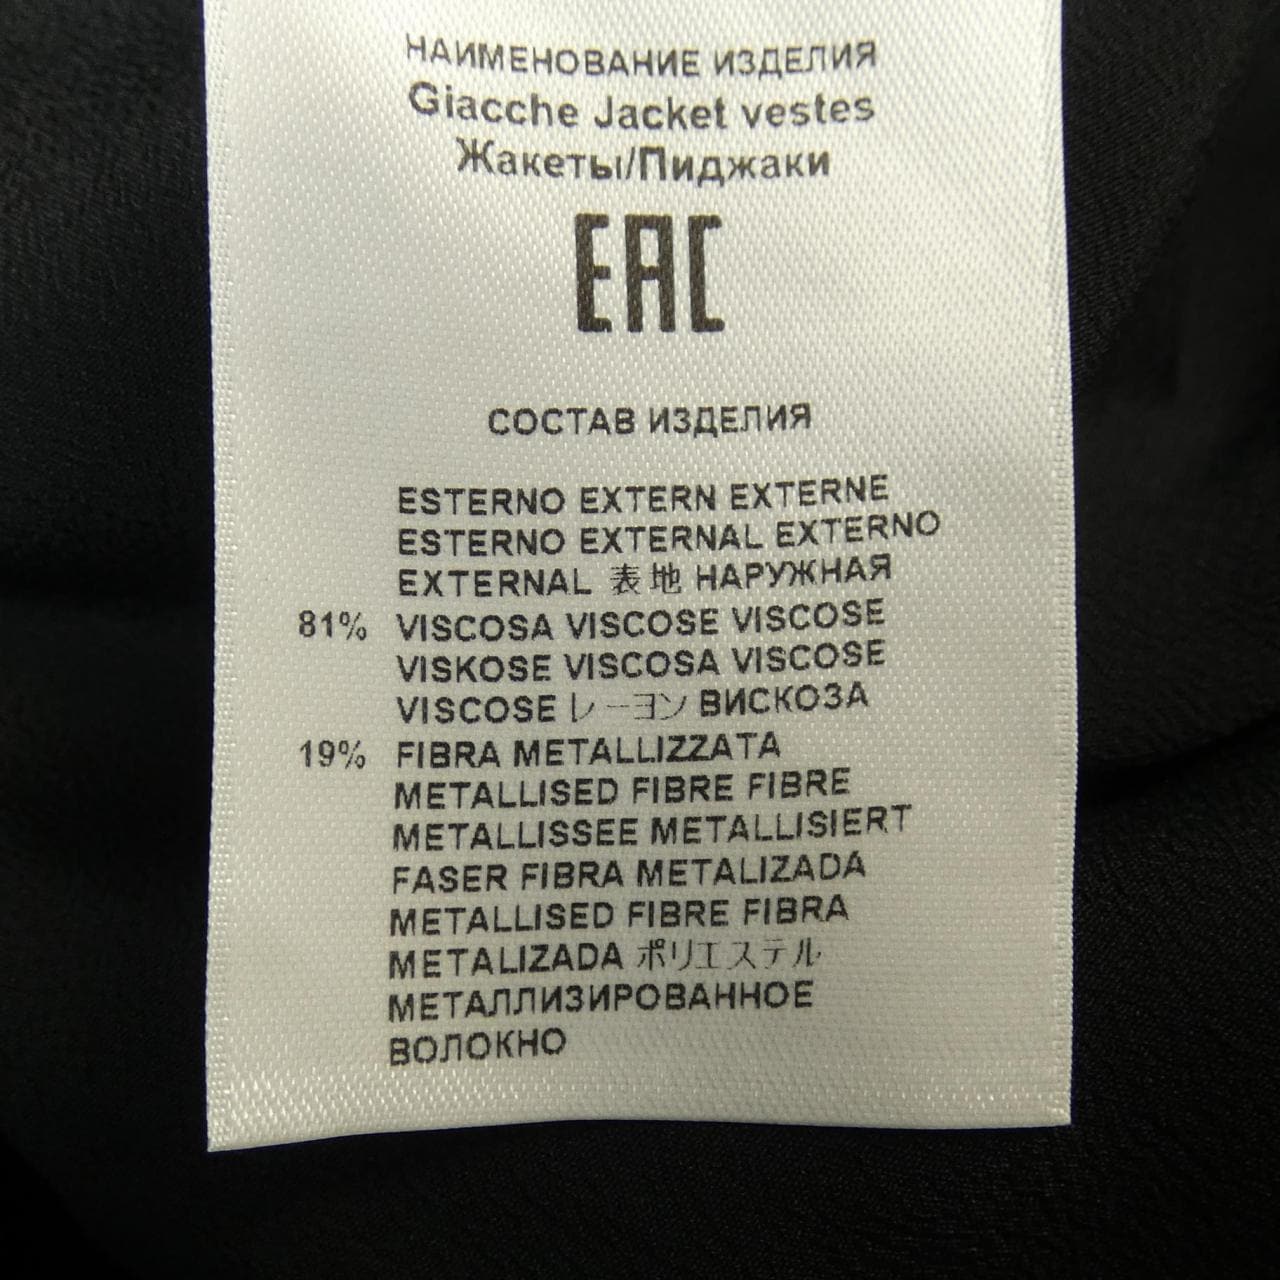 НАИМЕНОВАНИЕ ИЗДЕЛИЯ
Giacche Jacket vestes
Жакеты/Пиджаки
EAC
СОСТАВ ИЗДЕЛИЯ
ESTERNO EXTERN EXTERNE
ESTERNO EXTERNAL EXTERNO
EXTERNAL 表地 НАРУЖНАЯ
81% VISCOSA VISCOSE VISCOSE
VISKOSE VISCOSA VISCOSE
VISCOSE レーヨン ВИСКОЗА
19% FIBRA METALLIZZATA
METALLISED FIBRE FIBRE
METALLISSEE METALLISIERT
FASER FIBRA METALIZADA
METALLISED FIBRE FIBRA
METALIZADA ポリエステル
МЕТАЛЛИЗИРОВАННОЕ
ВОЛОКНО